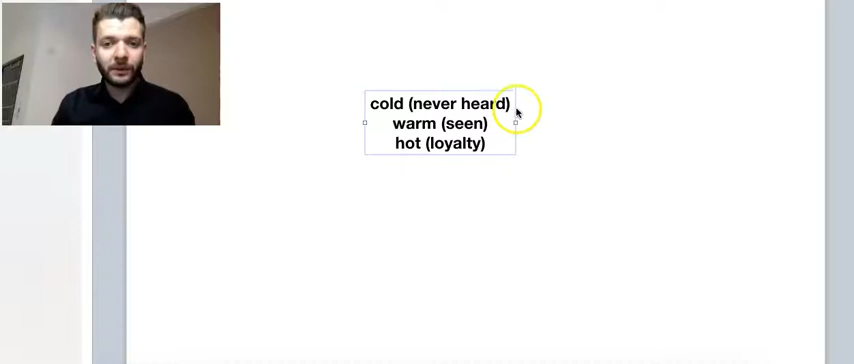 cold (never heard)
warm (seen)
hot (loyalty)